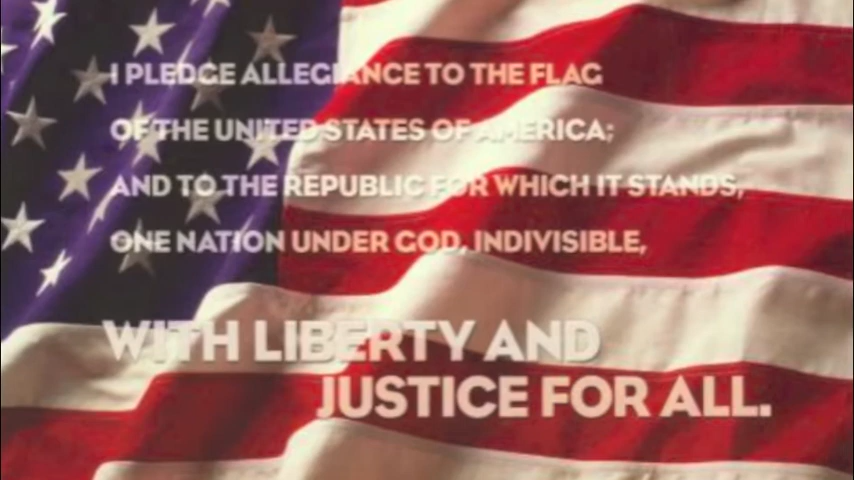 I PLEDGE ALLEGIANCE TO THE FLAG
OF THE UNITED STATES OF AMERICA;
AND TO THE REPUBLIC FOR WHICH IT STANDS,
ONE NATION UNDER GOD, INDIVISIBLE,
WITH LIBERTY AND
JUSTICE FOR ALL.